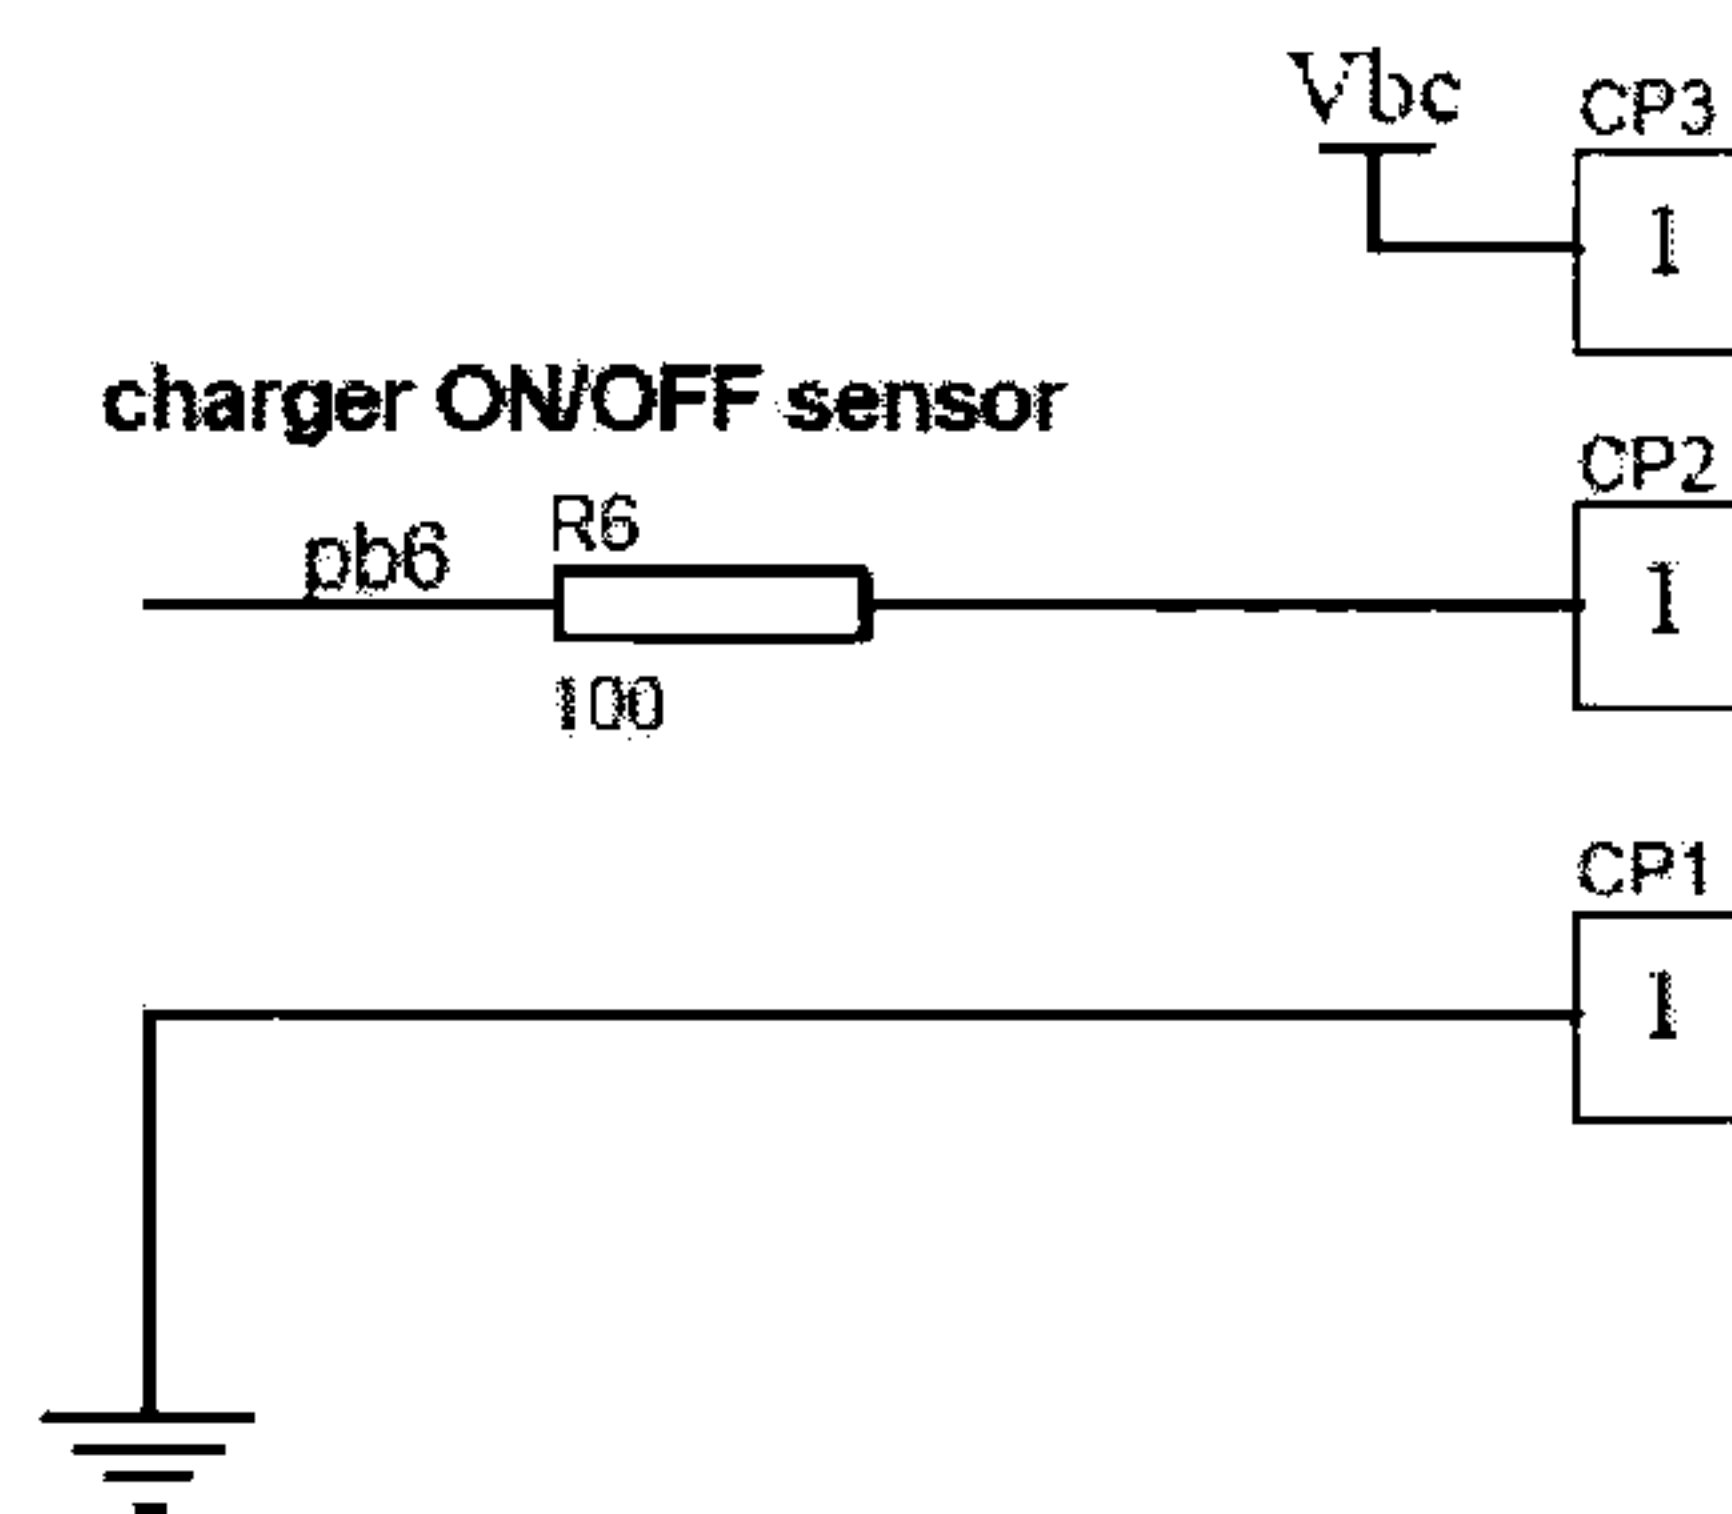 Vbc
CP3
1
charger ON/OFF sensor
CP2
R6
pb6
1
100
CP1
1